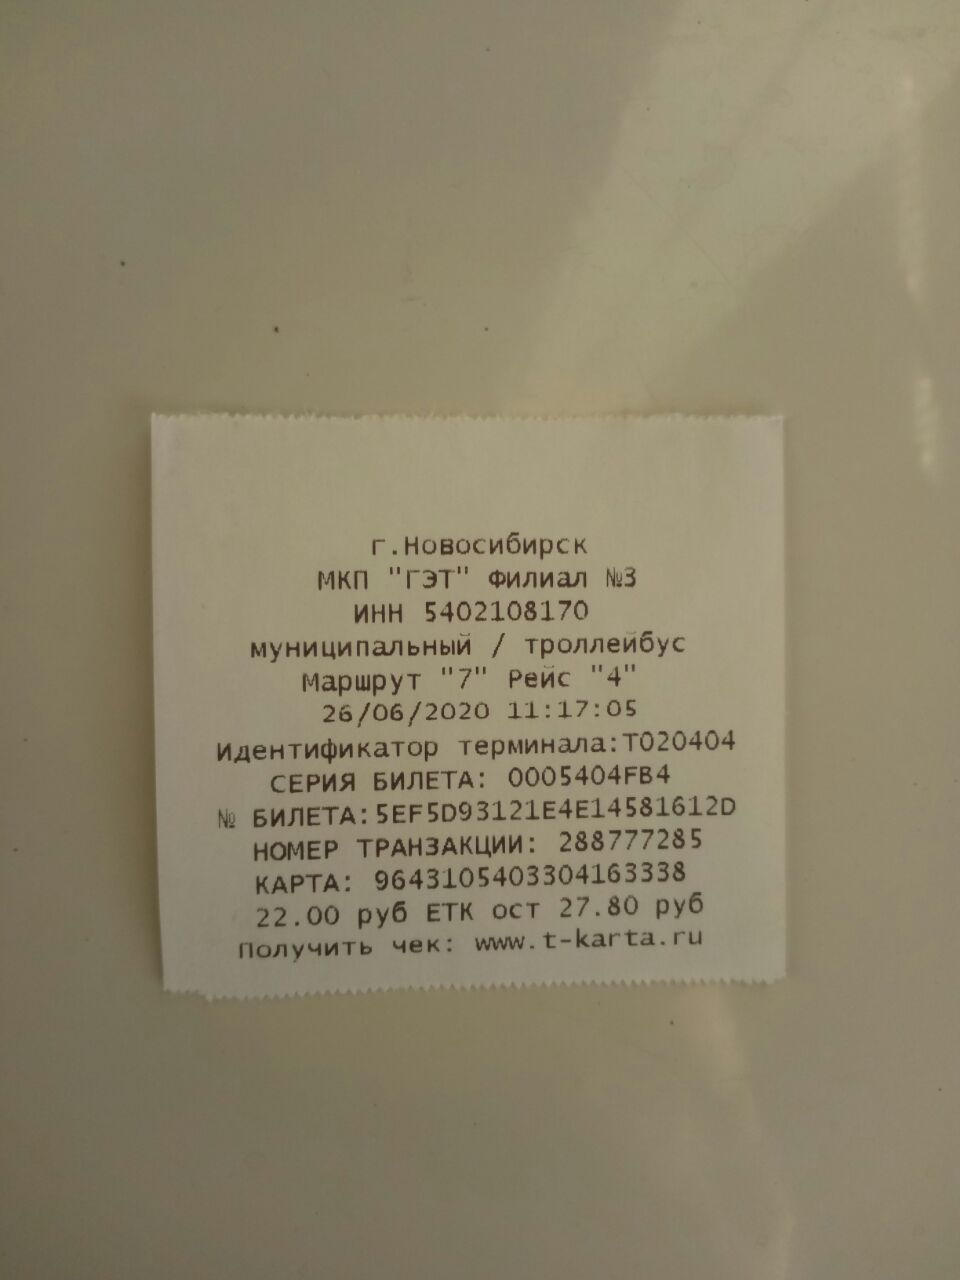 г.Новосибирск
МКП "ГЭТ" Филиал №3
ИНН 5402108170
муниципальный / троллейбус
Маршрут "7" Рейс "4"
26/06/2020 11:17:05
Идентификатор терминала:T020404
СЕРИЯ БИЛЕТА: 0005404FB4
№ БИЛЕТА:5EF5D93121E4E14581612D
НОМЕР ТРАНЗАКЦИИ: 288777285
КАРТА: 9643105403304163338
22.00 руб ЕТК ост 27.80 руб
Получить чек: www.t-karta.ru